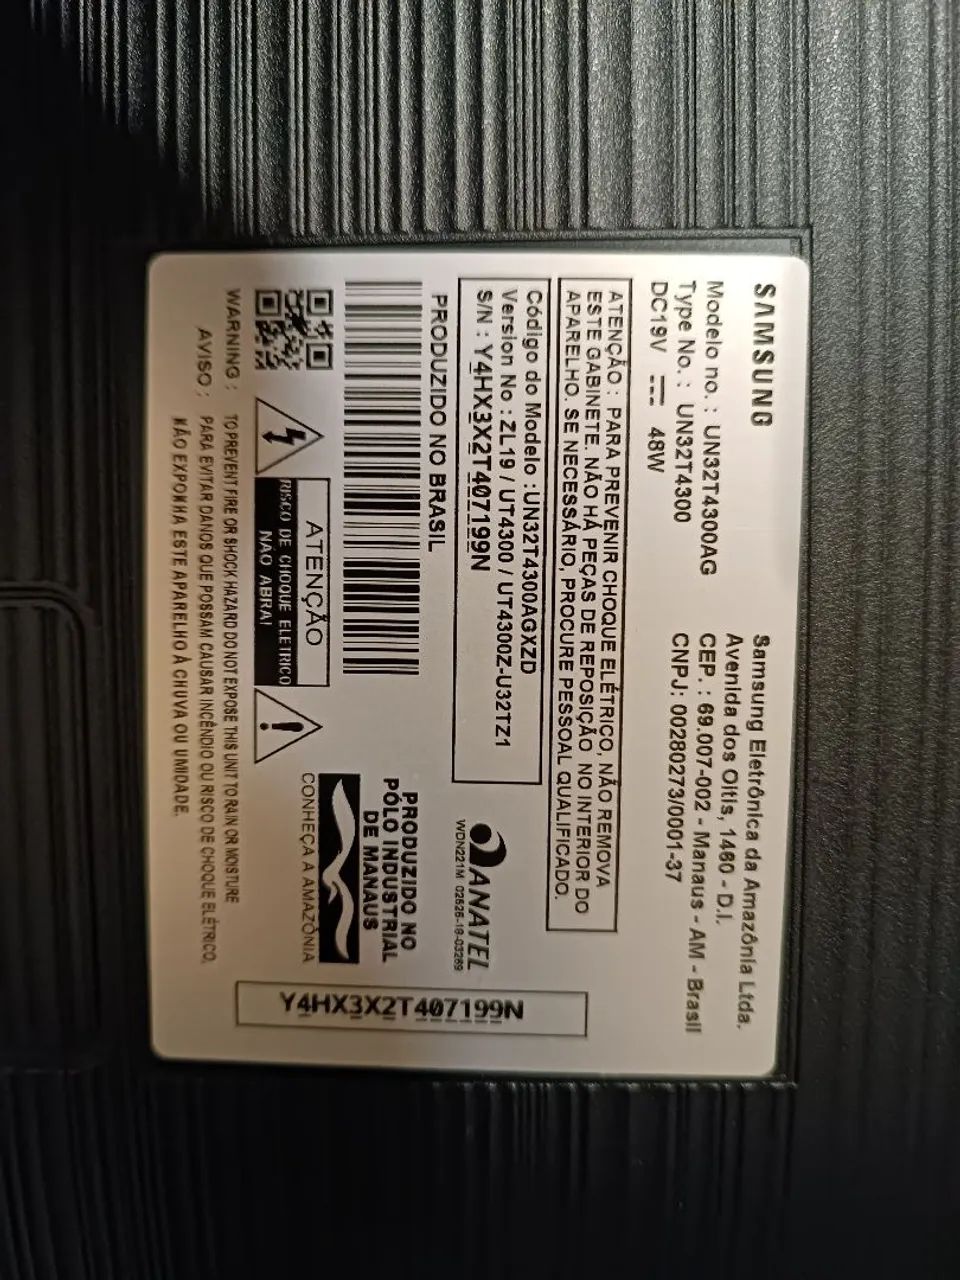 SAMSUNG
Modelo no. : UN32T4300AG
Type No. : UN32T4300
DC19V 48W
Samsung Eletrônica da Amazônia Ltda.
Avenida dos Oitis, 1460 - D.I.
CEP. : 69.007-002 - Manaus - AM - Brasil
CNPJ: 00280273/0001-37
ATENÇÃO : PARA PREVENIR CHOQUE ELÉTRICO, NÃO REMOVA
ESTE GABINETE. NÃO HÁ PEÇAS DE REPOSIÇÃO NO INTERIOR DO
APARELHO. SE NECESSÁRIO, PROCURE PESSOAL QUALIFICADO.
Código do Modelo :UN32T4300AGXZD
Version No : ZL19 / UT4300 / UT4300Z-U32TZ1
S/N : Y4HX3X2T407199N
ANATEL
WDN221M 02526-19-03269
PRODUZIDO NO BRASIL
PRODUZIDO NO
PÓLO INDUSTRIAL
DE MANAUS
CONHEÇA A AMAZÔNIA
ATENÇÃO
RISCO DE CHOQUE ELETRICO
NÃO ABRA!
WARNING : TO PREVENT FIRE OR SHOCK HAZARD DO NOT EXPOSE THIS UNIT TO RAIN OR MOISTURE
AVISO : PARA EVITAR DANOS QUE POSSAM CAUSAR INCÊNDIO OU RISCO DE CHOQUE ELÉTRICO,
NÃO EXPONHA ESTE APARELHO À CHUVA OU UMIDADE.
Y4HX3X2T407199N